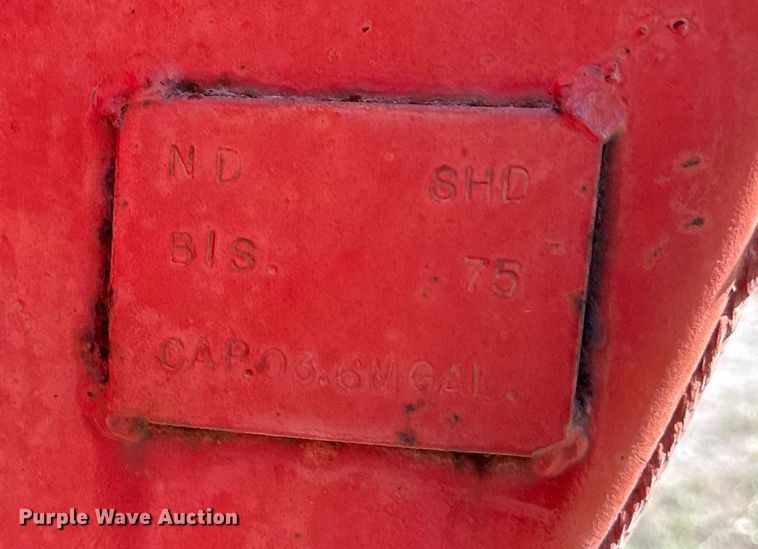 ND SHD
BIS. 75
CAP.03.6MGAL.
Purple Wave Auction